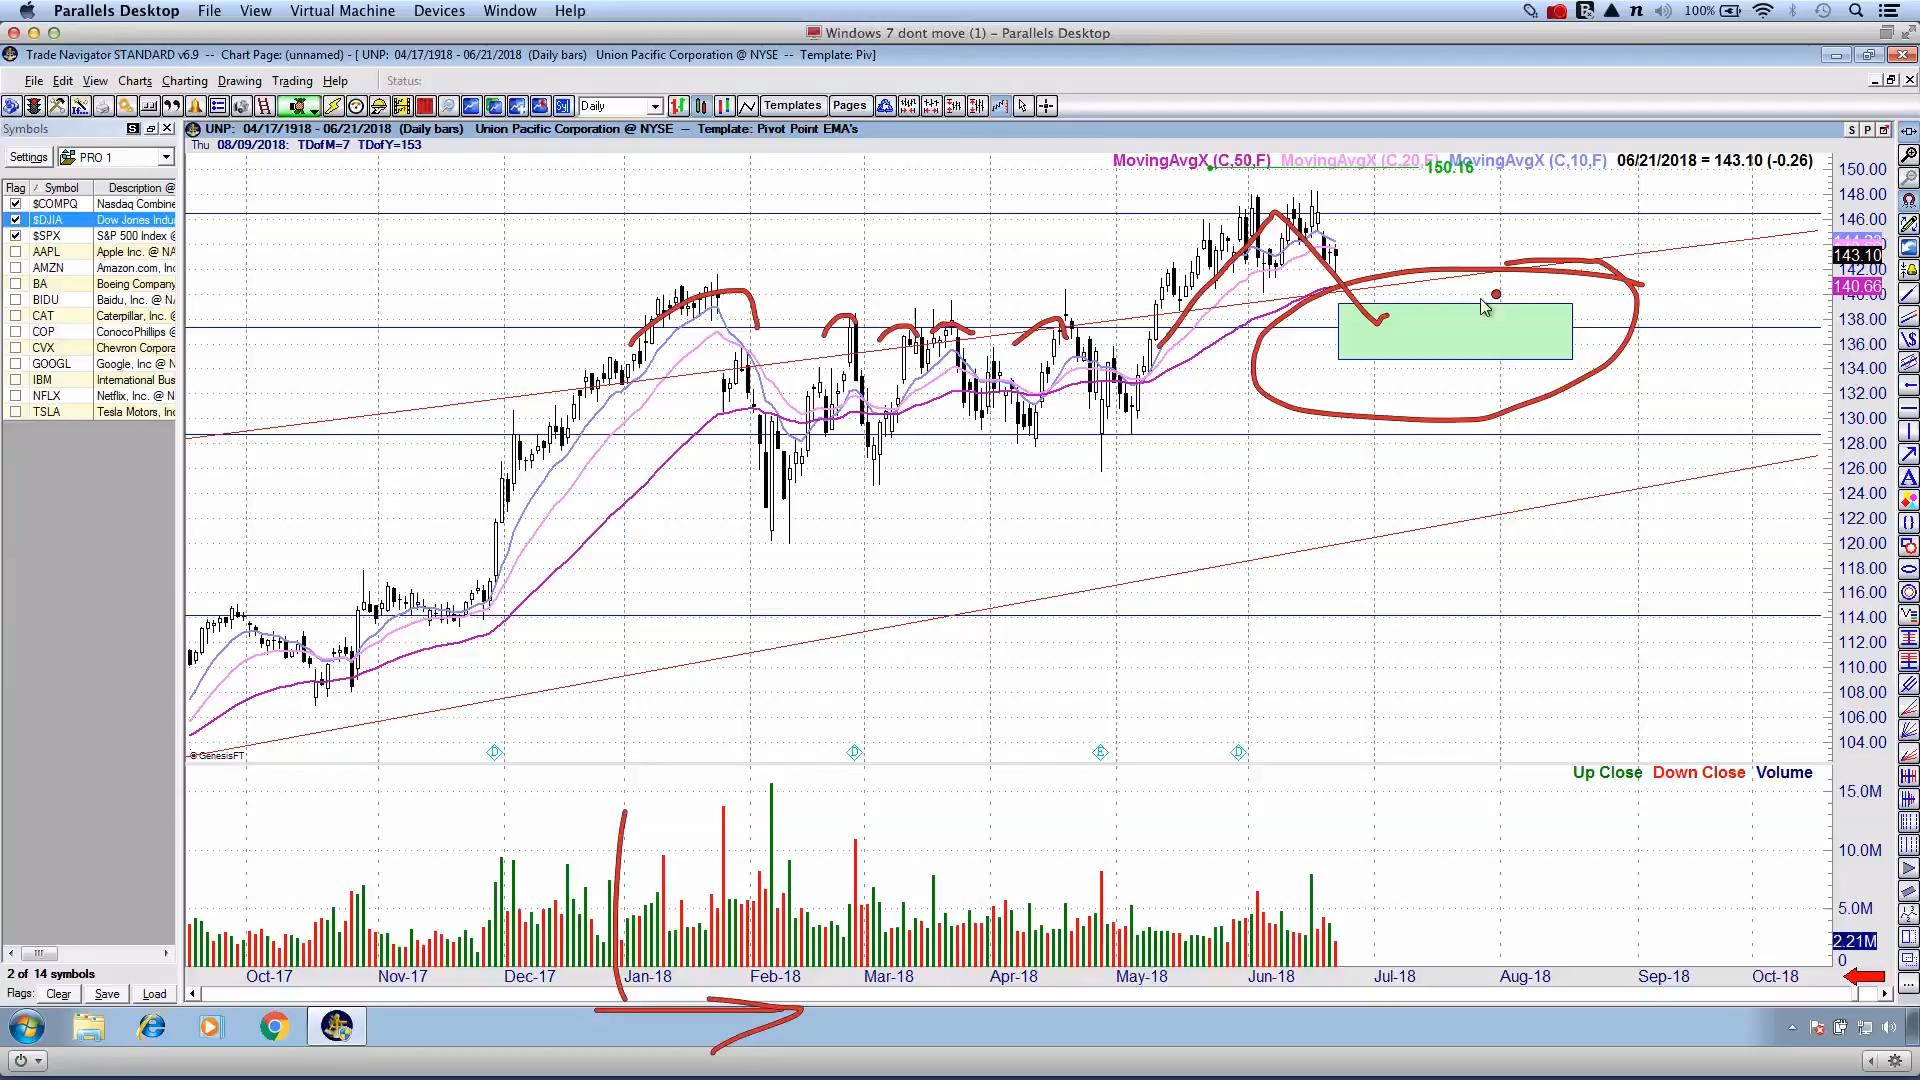 Parallels Desktop File View Virtual Machine Devices Window Help 100%
Windows 7 dont move (1) - Parallels Desktop
Trade Navigator STANDARD v6.9 -- Chart Page: (unnamed) - [ UNP: 04/17/1918 - 06/21/2018 (Daily bars) Union Pacific Corporation @ NYSE -- Template: Piv]
File Edit View Charts Charting Drawing Trading Help Status:
Daily Templates Pages
Symbols S
UNP: 04/17/1918 - 06/21/2018 (Daily bars) Union Pacific Corporation @ NYSE -- Template: Pivot Point EMA's S P
Thu 08/09/2018: TDofM=7 TDofY=153
Settings PRO 1
MovingAvgX (C,50,F) MovingAvgX (C,20,F) MovingAvgX (C,10,F) 06/21/2018 = 143.10 (-0.26)
150.16
Flag Symbol Description @
$COMPQ Nasdaq Combine
$DJIA Dow Jones Indu
$SPX S&P 500 Index @
AAPL Apple Inc. @ NA
AMZN Amazon.com, Inc
BA Boeing Company
BIDU Baidu, Inc. @ NA
CAT Caterpillar, Inc.
COP ConocoPhillips @
CVX Chevron Corpora
GOOGL Google, Inc @ N
IBM International Bus
NFLX Netflix, Inc. @ N
TSLA Tesla Motors, Inc
150.00
148.00
146.00
143.10
142.00
140.66
140.00
138.00
136.00
134.00
132.00
130.00
128.00
126.00
124.00
122.00
120.00
118.00
116.00
114.00
112.00
110.00
108.00
106.00
104.00
D D E D
© GenesisFT
Up Close Down Close Volume
15.0M
10.0M
5.0M
2.21M
0
Oct-17 Nov-17 Dec-17 Jan-18 Feb-18 Mar-18 Apr-18 May-18 Jun-18 Jul-18 Aug-18 Sep-18 Oct-18
2 of 14 symbols
Flags: Clear Save Load